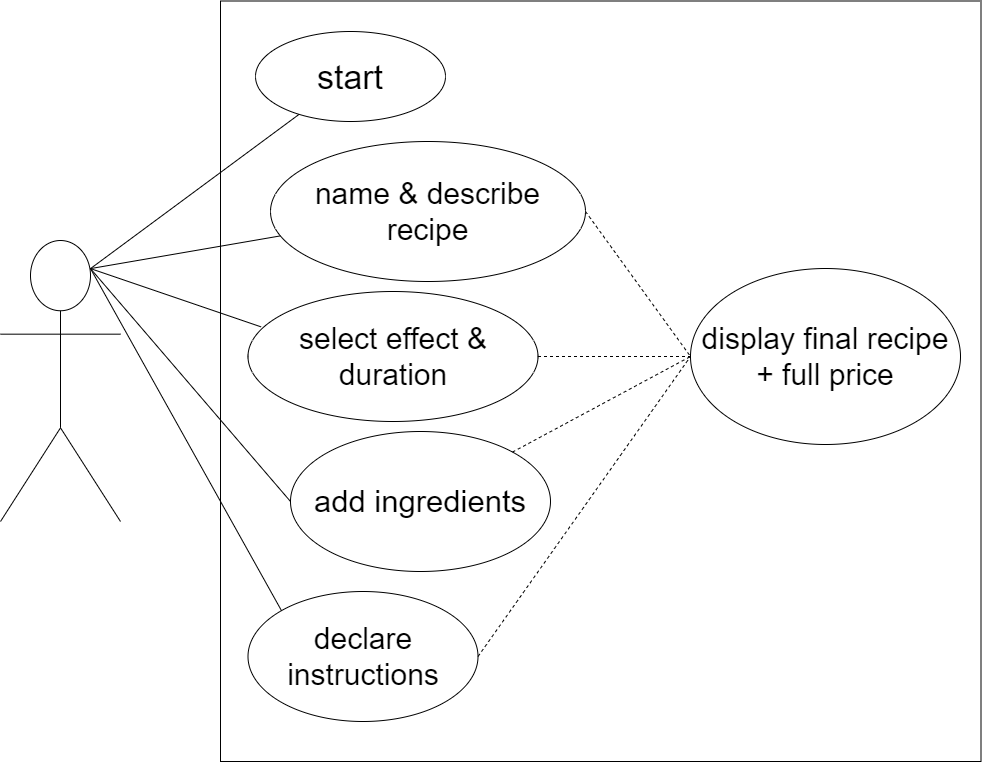 start
name & describe
recipe
select effect &
duration
add ingredients
declare
instructions
display final recipe
+ full price